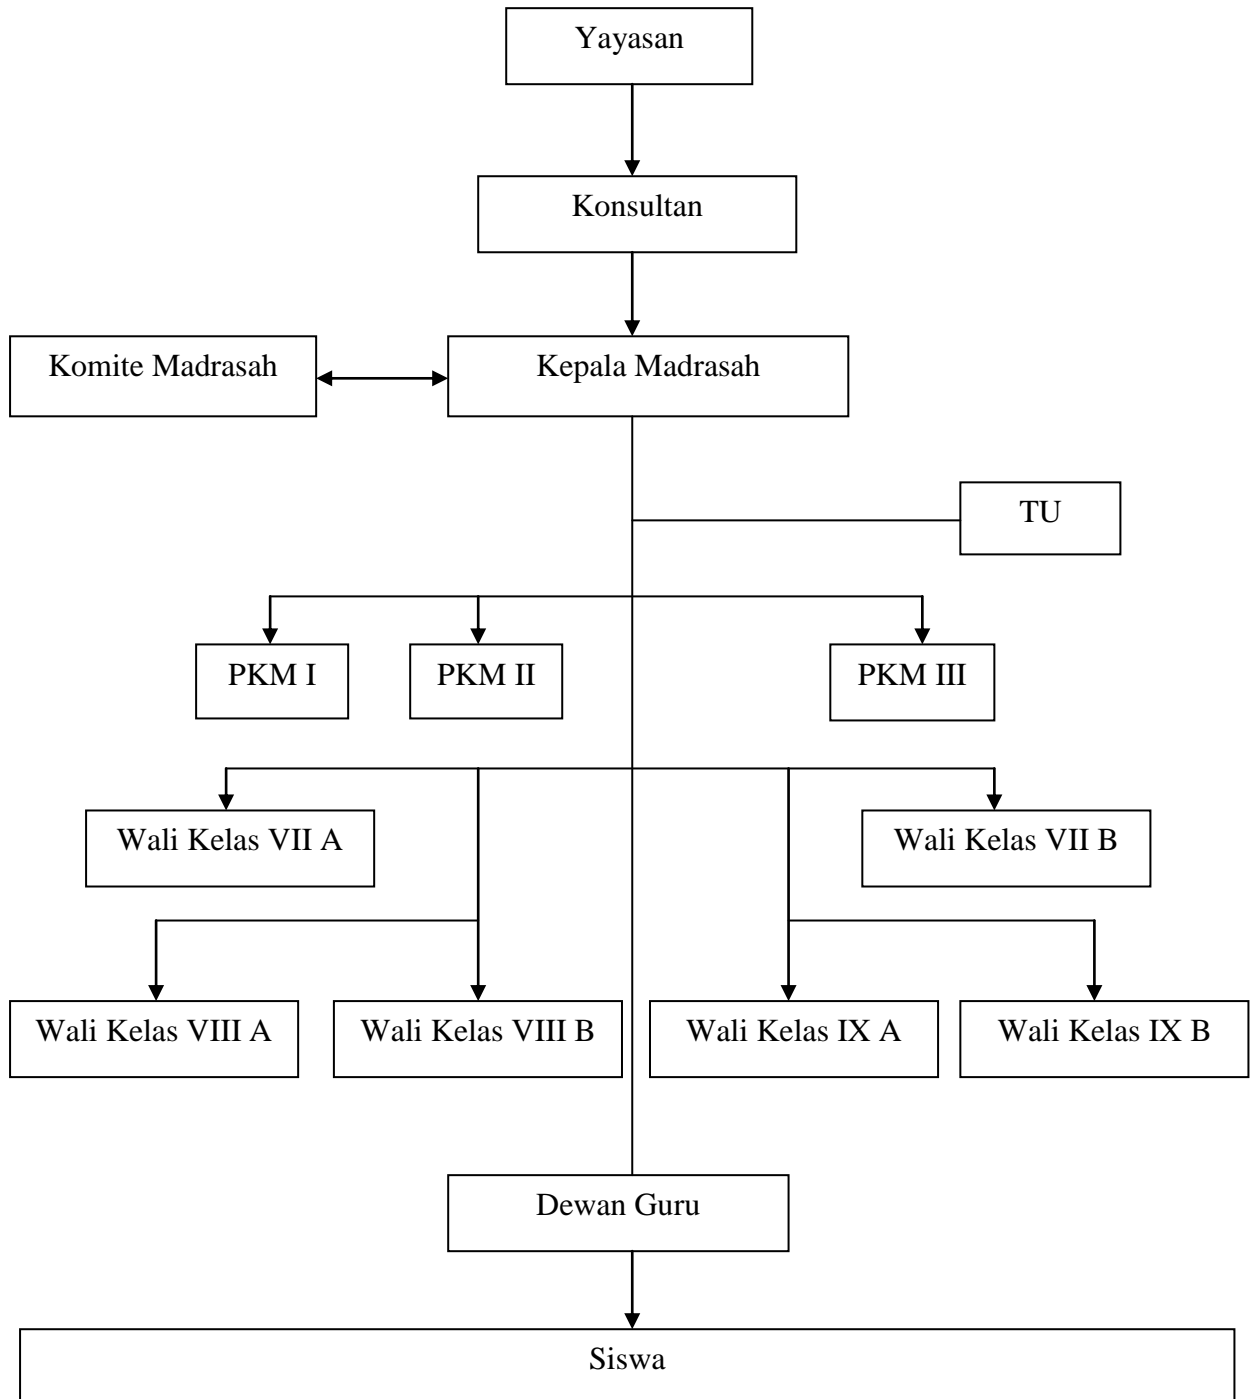 Yayasan
Konsultan
Komite Madrasah
Kepala Madrasah
TU
PKM I
PKM II
PKM III
Wali Kelas VII A
Wali Kelas VII B
Wali Kelas VIII A
Wali Kelas VIII B
Wali Kelas IX A
Wali Kelas IX B
Dewan Guru
Siswa